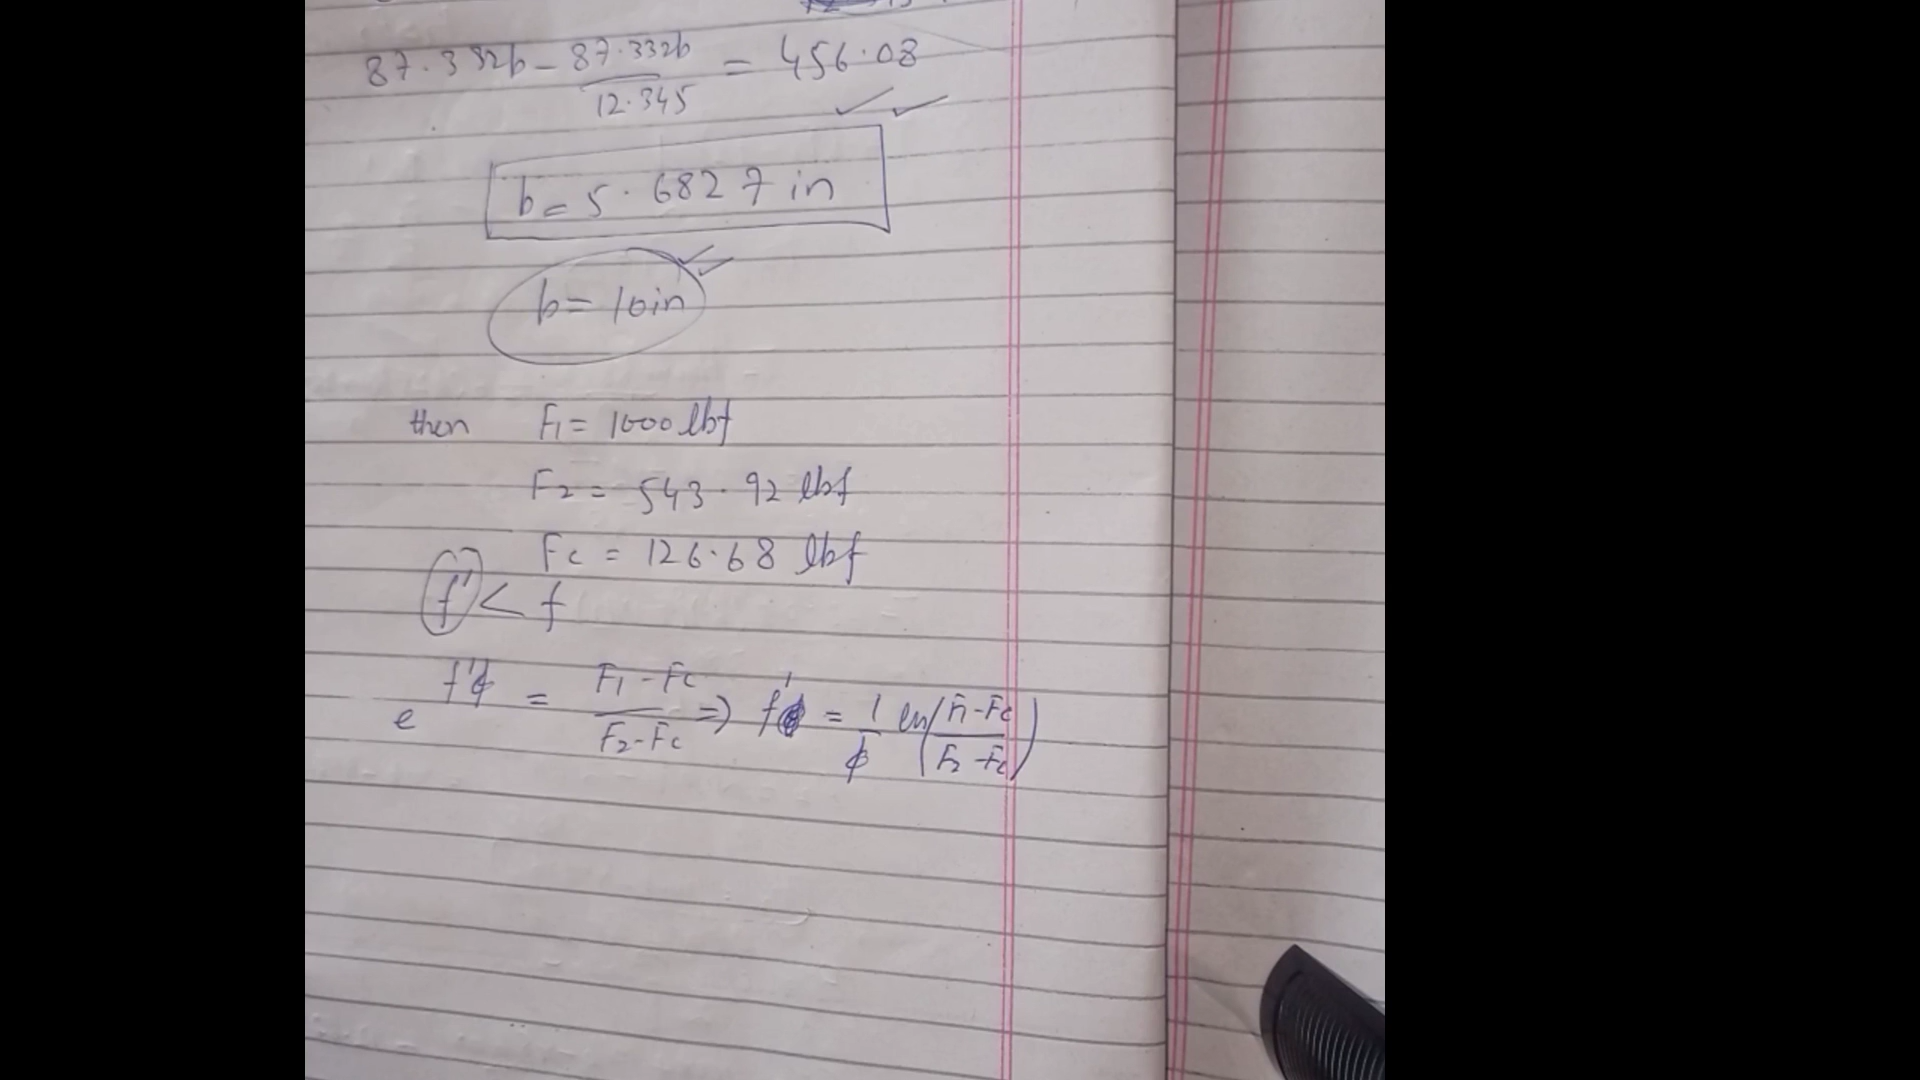 87.332b - 87.332b/12.345 = 456.08
b = 5.6827 in
b = 10in
then F1 = 1000 lbf
F2 = 543.92 lbf
Fc = 126.68 lbf
f' < f
e^f'ϕ = F1-Fc/F2-Fc ⇒ f' = 1/ϕ ln(F1-Fc/F2-Fc)